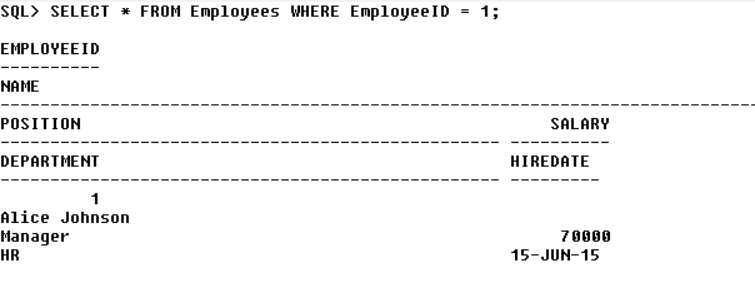 SQL> SELECT * FROM Employees WHERE EmployeeID = 1;
EMPLOYEEID
----------
NAME
--------------------------------------------------------------------------------
POSITION                                               SALARY
-------------------------------------------------- ----------
DEPARTMENT                                         HIREDATE
-------------------------------------------------- ---------
         1
Alice Johnson
Manager                                                 70000
HR                                                 15-JUN-15